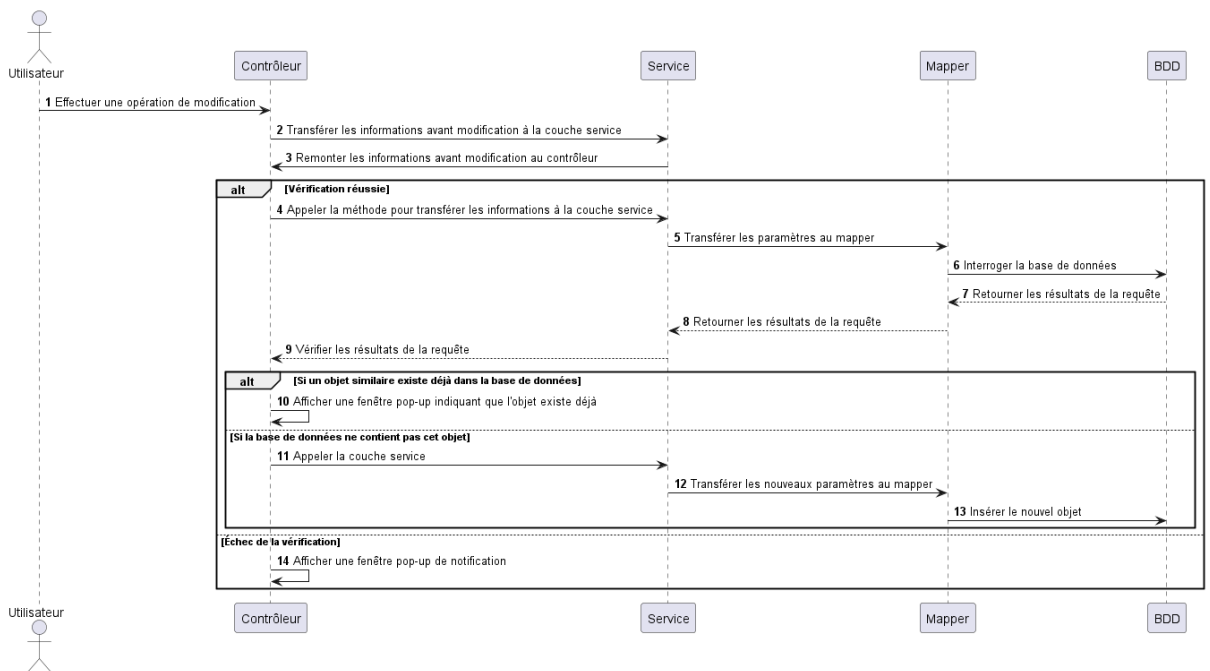 Utilisateur
Contrôleur
Service
Mapper
BDD
1 Effectuer une opération de modification
2 Transférer les informations avant modification à la couche service
3 Remonter les informations avant modification au contrôleur
alt [Vérification réussie]
4 Appeler la méthode pour transférer les informations à la couche service
5 Transférer les paramètres au mapper
6 Interroger la base de données
7 Retourner les résultats de la requête
8 Retourner les résultats de la requête
9 Vérifier les résultats de la requête
alt [Si un objet similaire existe déjà dans la base de données]
10 Afficher une fenêtre pop-up indiquant que l'objet existe déjà
[Si la base de données ne contient pas cet objet]
11 Appeler la couche service
12 Transférer les nouveaux paramètres au mapper
13 Insérer le nouvel objet
[Échec de la vérification]
14 Afficher une fenêtre pop-up de notification
Utilisateur
Contrôleur
Service
Mapper
BDD